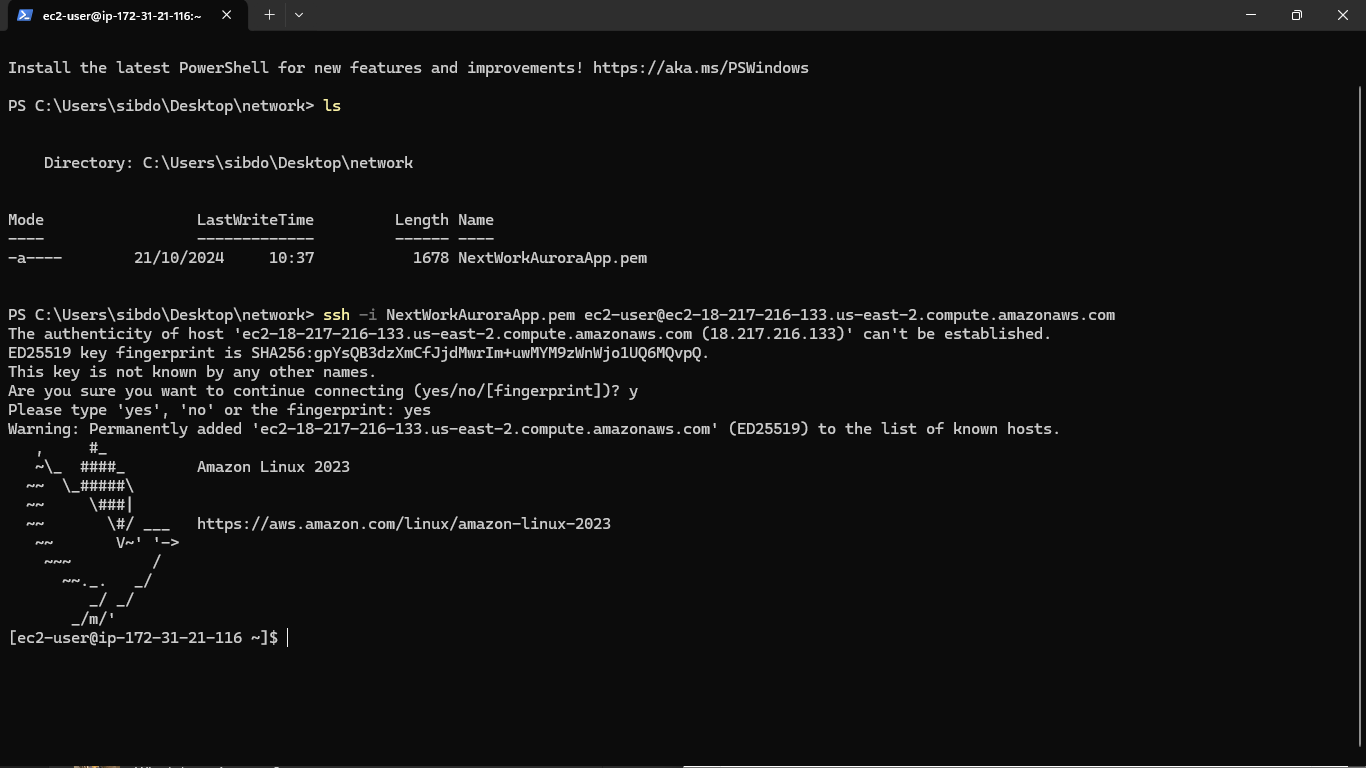 ec2-user@ip-172-31-21-116:~
Install the latest PowerShell for new features and improvements! https://aka.ms/PSWindows
PS C:\Users\sibdo\Desktop\network> ls
    Directory: C:\Users\sibdo\Desktop\network
Mode                 LastWriteTime         Length Name
----                 -------------         ------ ----
-a----        21/10/2024     10:37           1678 NextWorkAuroraApp.pem
PS C:\Users\sibdo\Desktop\network> ssh -i NextWorkAuroraApp.pem ec2-user@ec2-18-217-216-133.us-east-2.compute.amazonaws.com
The authenticity of host 'ec2-18-217-216-133.us-east-2.compute.amazonaws.com (18.217.216.133)' can't be established.
ED25519 key fingerprint is SHA256:gpYsQB3dzXmCfJjdMwrIm+uwMYM9zWnWjo1UQ6MQvpQ.
This key is not known by any other names.
Are you sure you want to continue connecting (yes/no/[fingerprint])? y
Please type 'yes', 'no' or the fingerprint: yes
Warning: Permanently added 'ec2-18-217-216-133.us-east-2.compute.amazonaws.com' (ED25519) to the list of known hosts.
   ,     #_
   ~\_  ####_        Amazon Linux 2023
  ~~  \_#####\
  ~~     \###|
  ~~       \#/ ___   https://aws.amazon.com/linux/amazon-linux-2023
   ~~       V~' '->
    ~~~         /
      ~~._.   _/
         _/ _/
       _/m/'
[ec2-user@ip-172-31-21-116 ~]$